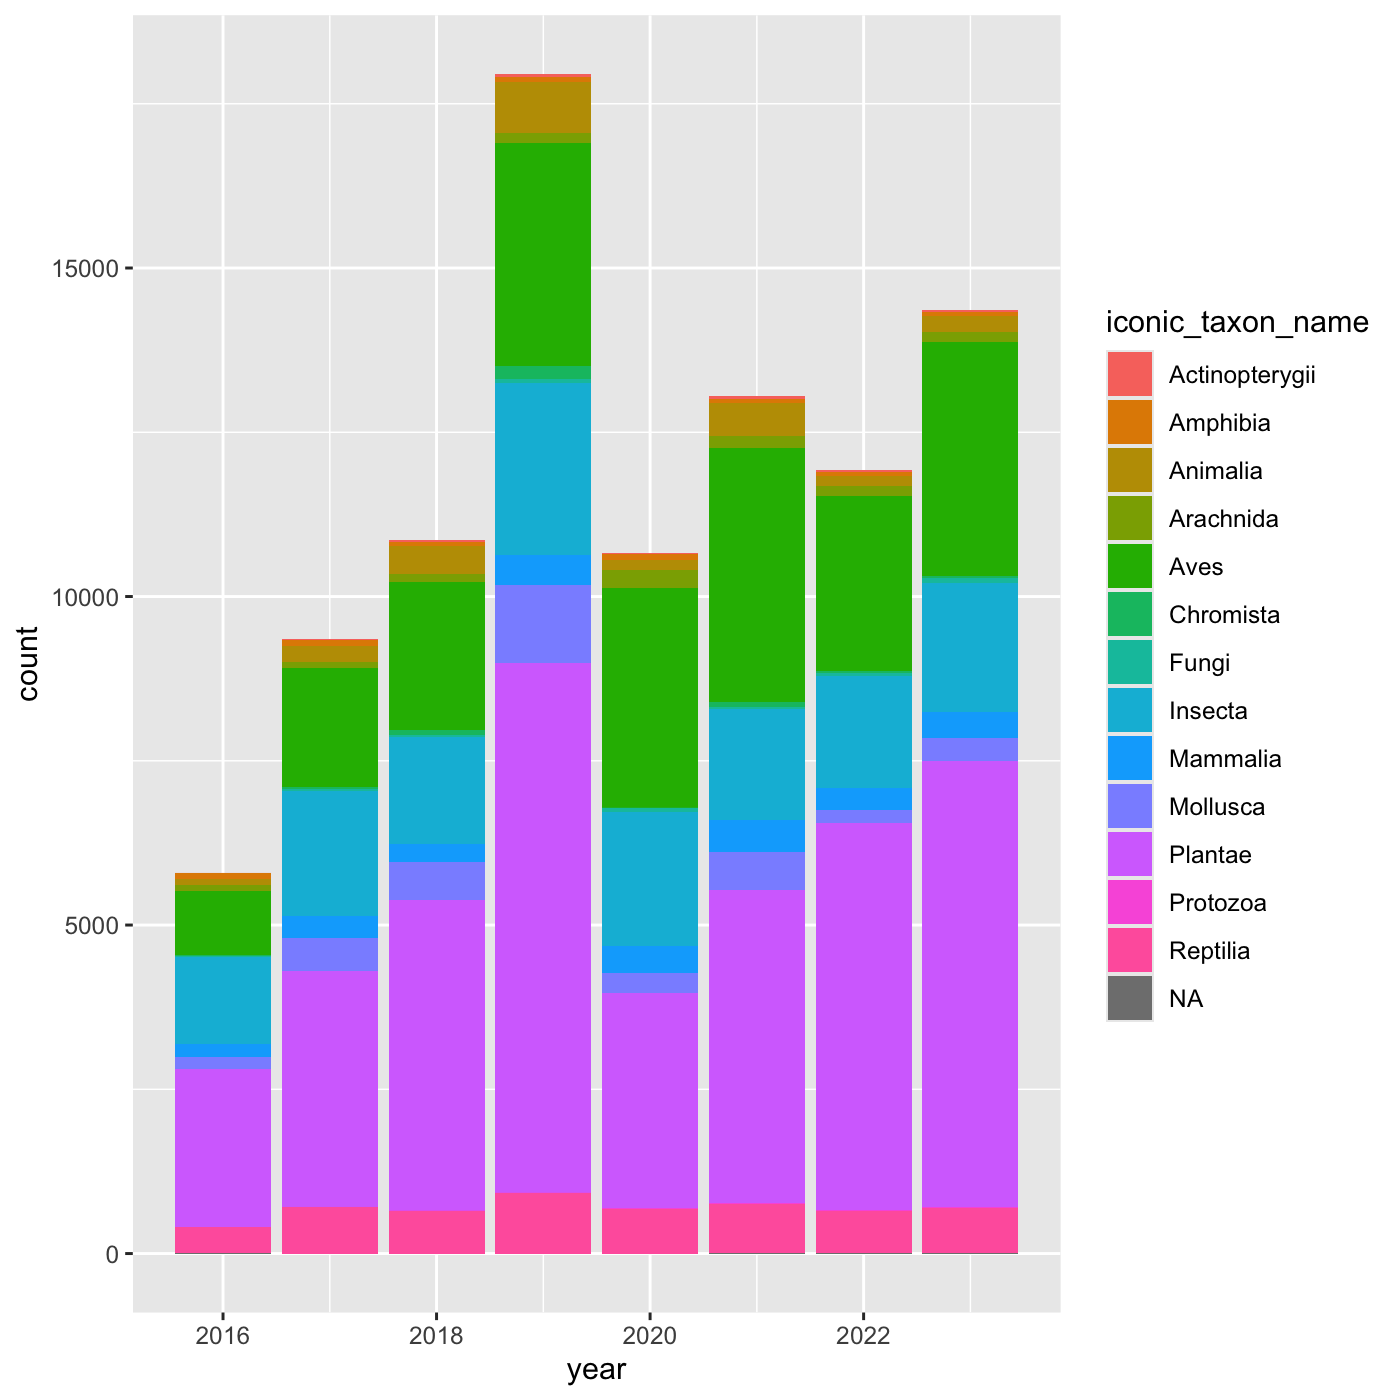 count
15000
10000
5000
0
2016
2018
2020
2022
year
iconic_taxon_name
Actinopterygii
Amphibia
Animalia
Arachnida
Aves
Chromista
Fungi
Insecta
Mammalia
Mollusca
Plantae
Protozoa
Reptilia
NA